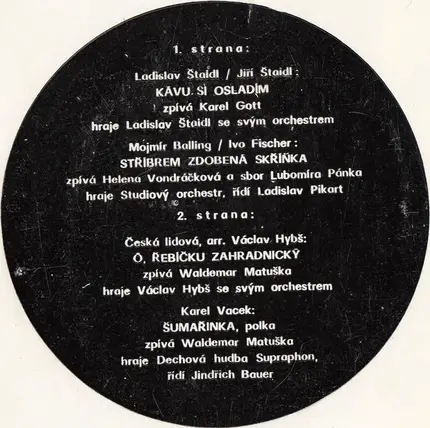 1. strana:
Ladislav Štaidl / Jiří Štaidl:
KÁVU SI OSLADÍM
zpívá Karel Gott
hraje Ladislav Štaidl se svým orchestrem
Mojmír Balling / Ivo Fischer:
STŘÍBREM ZDOBENÁ SKŘÍŇKA
zpívá Helena Vondráčková a sbor Lubomíra Pánka
hraje Studiový orchestr, řídí Ladislav Pikart
2. strana:
Česká lidová, arr. Václav Hybš:
Ó, ŘEBÍČKU ZAHRADNICKÝ
zpívá Waldemar Matuška
hraje Václav Hybš se svým orchestrem
Karel Vacek:
ŠUMAŘINKA, polka
zpívá Waldemar Matuška
hraje Dechová hudba Supraphon,
řídí Jindřich Bauer